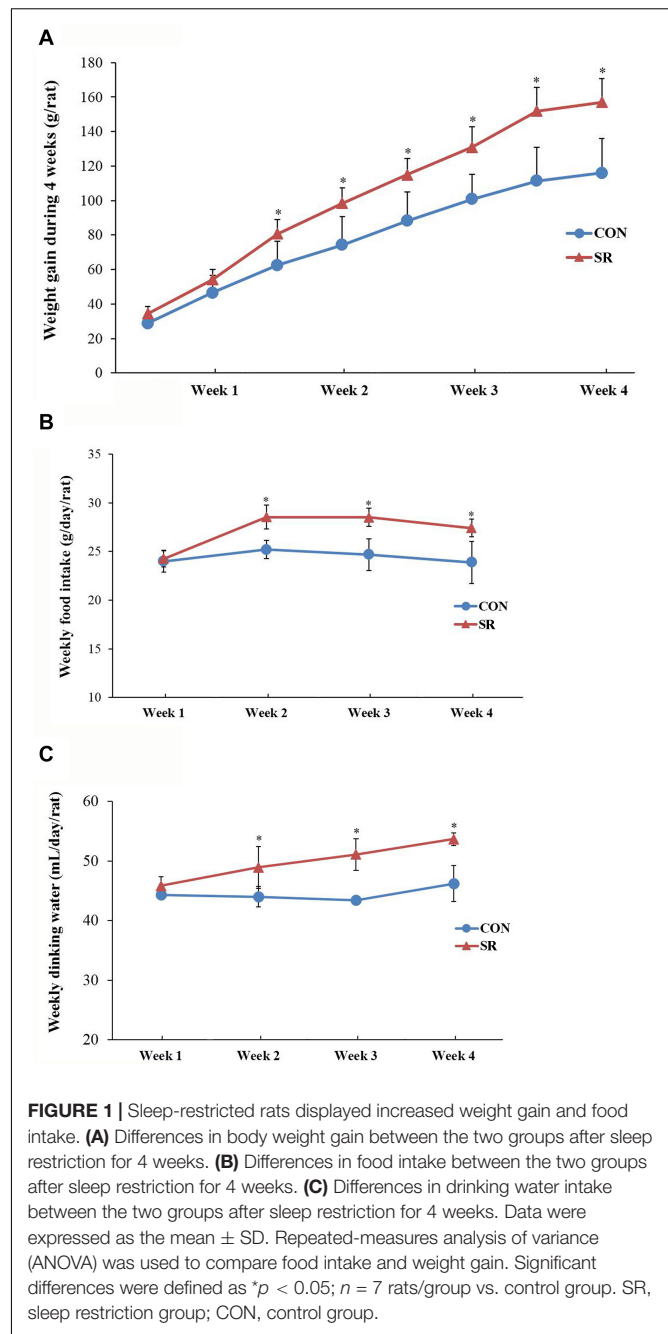 A
Weight gain during 4 weeks (g/rat)
180
160
140
120
100
80
60
40
20
0
* * * * * *
CON
SR
Week 1 Week 2 Week 3 Week 4
B
Weekly food intake (g/day/rat)
35
30
25
20
15
10
* * *
CON
SR
Week 1 Week 2 Week 3 Week 4
C
Weekly dinking water (mL/day/rat)
60
50
40
30
20
* * *
CON
SR
Week 1 Week 2 Week 3 Week 4
FIGURE 1 | Sleep-restricted rats displayed increased weight gain and food
intake. (A) Differences in body weight gain between the two groups after sleep
restriction for 4 weeks. (B) Differences in food intake between the two groups
after sleep restriction for 4 weeks. (C) Differences in drinking water intake
between the two groups after sleep restriction for 4 weeks. Data were
expressed as the mean ± SD. Repeated-measures analysis of variance
(ANOVA) was used to compare food intake and weight gain. Significant
differences were defined as *p < 0.05; n = 7 rats/group vs. control group. SR,
sleep restriction group; CON, control group.